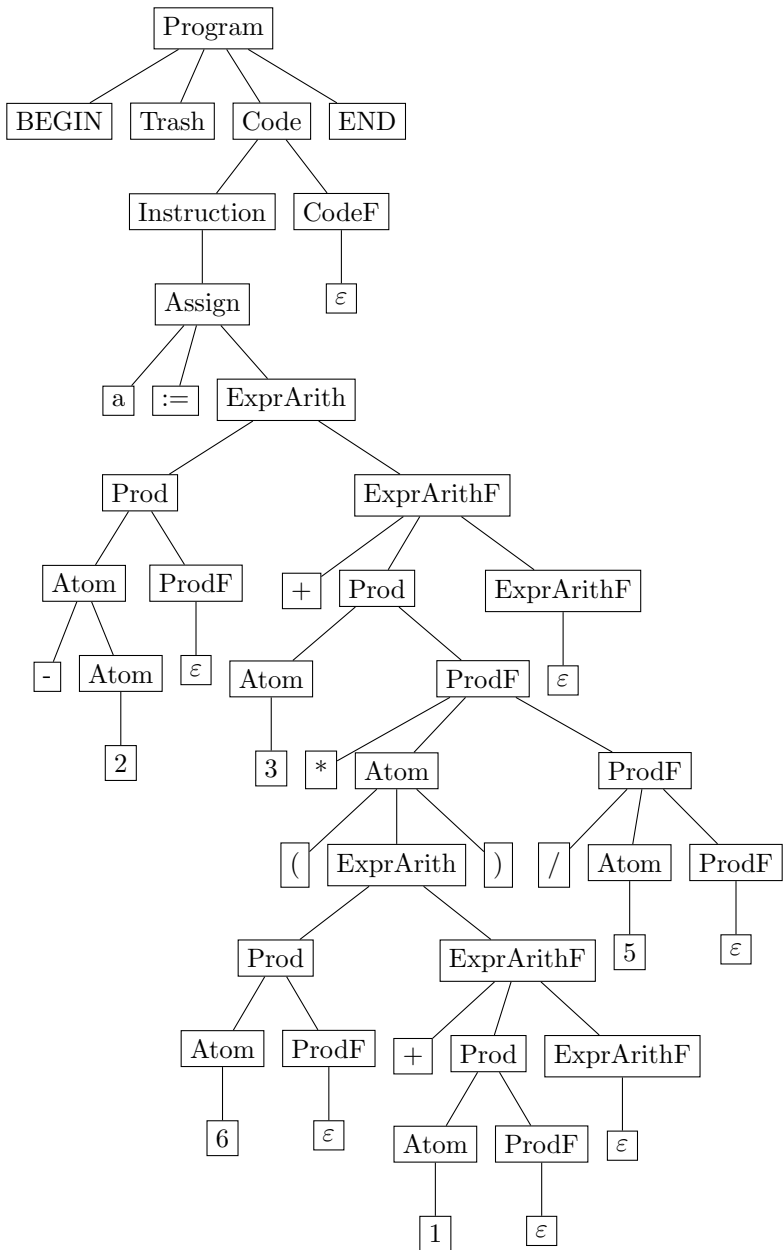 Program
BEGIN Trash Code END
Instruction CodeF
Assign ε
a := ExprArith
Prod ExprArithF
Atom ProdF + Prod ExprArithF
- Atom ε Atom ProdF ε
2 3 * Atom ProdF
( ExprArith ) / Atom ProdF
Prod ExprArithF 5 ε
Atom ProdF + Prod ExprArithF
6 ε Atom ProdF ε
1 ε